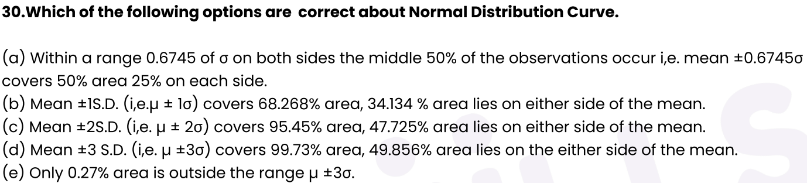 30.Which of the following options are correct about Normal Distribution Curve.
(a) Within a range 0.6745 of σ on both sides the middle 50% of the observations occur i,e. mean ±0.6745σ
covers 50% area 25% on each side.
(b) Mean ±1S.D. (i,e.µ ± 1σ) covers 68.268% area, 34.134 % area lies on either side of the mean.
(c) Mean ±2S.D. (i,e. µ ± 2σ) covers 95.45% area, 47.725% area lies on either side of the mean.
(d) Mean ±3 S.D. (i,e. µ ±3σ) covers 99.73% area, 49.856% area lies on the either side of the mean.
(e) Only 0.27% area is outside the range µ ±3σ.